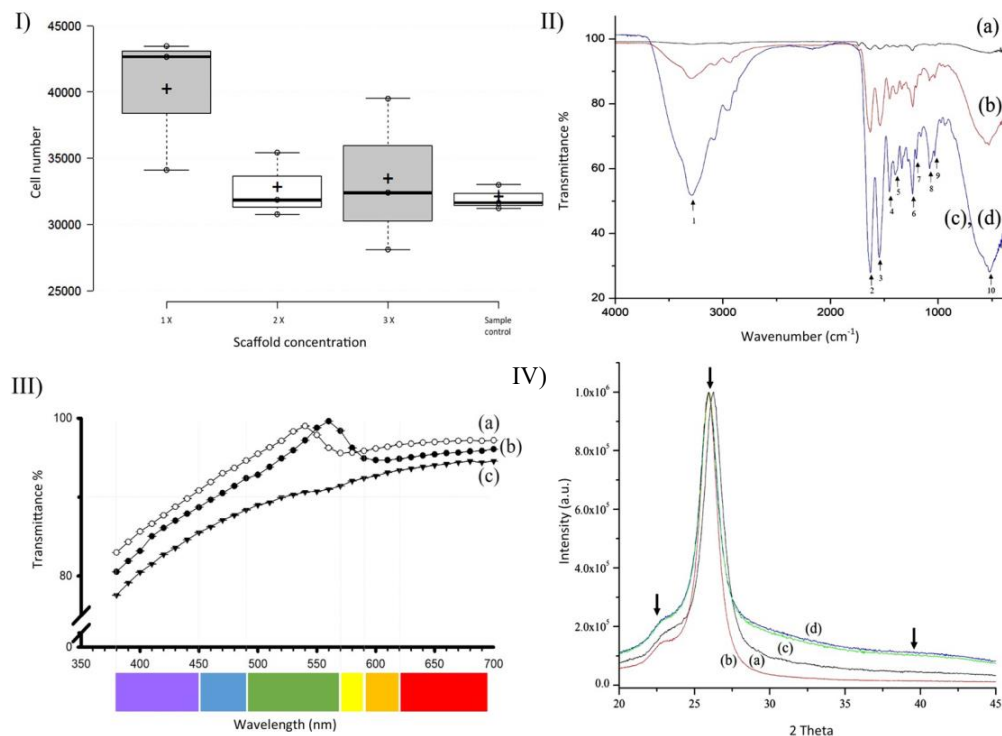 I)
45000
40000
35000
30000
25000
Cell number
1 X
2 X
3 X
Sample
control
Scaffold concentration
II)
100
80
60
40
20
Transmittance %
(a)
(b)
(c), (d)
1
2
3
4
5
6
7
8
9
10
4000
3000
2000
1000
Wavenumber (cm⁻¹)
III)
100
80
0
Transmittance %
(a)
(b)
(c)
350
400
450
500
550
600
650
700
Wavelength (nm)
IV)
1.0x10⁶
8.0x10⁵
6.0x10⁵
4.0x10⁵
2.0x10⁵
0.0
Intensity (a.u.)
(d)
(c)
(b)
(a)
20
25
30
35
40
45
2 Theta